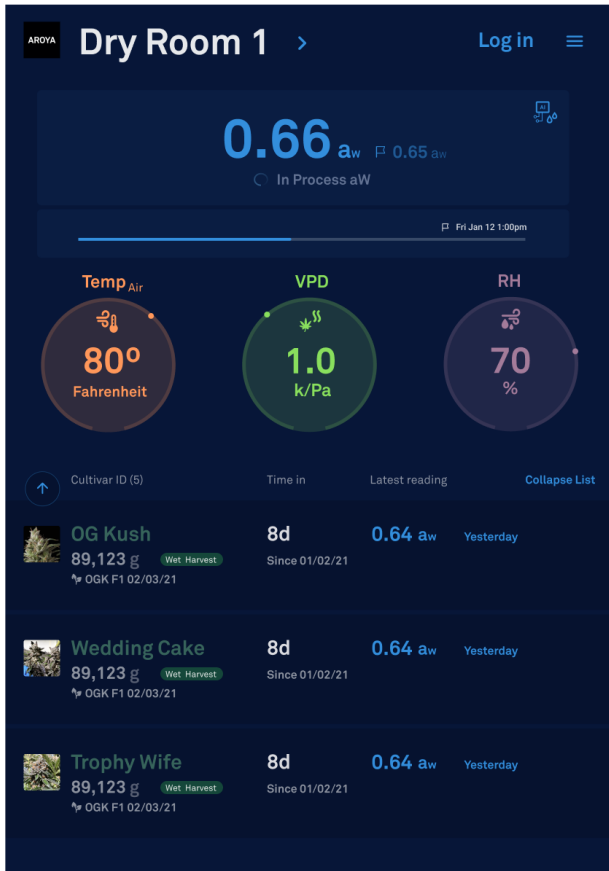 AROYA
Dry Room 1
Log in
AI
0.66 aw 0.65 aw
In Process aW
Fri Jan 12 1:00pm
Temp Air VPD RH
80º 1.0 70
Fahrenheit k/Pa %
Cultivar ID (5) Time in Latest reading Collapse List
OG Kush 8d 0.64 aw Yesterday
89,123 g Wet Harvest Since 01/02/21
OGK F1 02/03/21
Wedding Cake 8d 0.64 aw Yesterday
89,123 g Wet Harvest Since 01/02/21
OGK F1 02/03/21
Trophy Wife 8d 0.64 aw Yesterday
89,123 g Wet Harvest Since 01/02/21
OGK F1 02/03/21